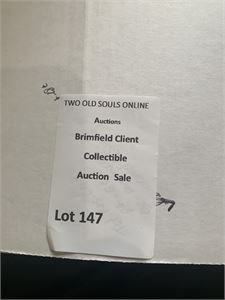 TWO OLD SOULS ONLINE
Auctions
Brimfield Client
Collectible
Auction Sale
Lot 147